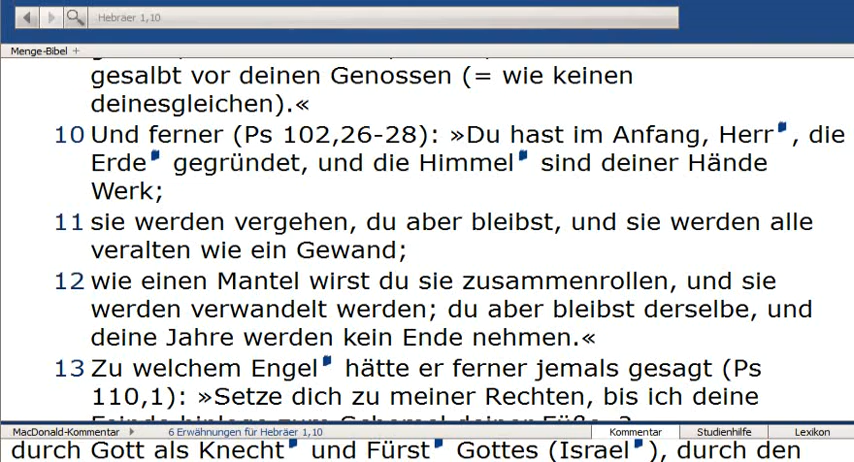 Hebräer 1,10
Menge-Bibel +
gesalbt vor deinen Genossen (= wie keinen
deinesgleichen).«
10 Und ferner (Ps 102,26-28): »Du hast im Anfang, Herr, die
Erde gegründet, und die Himmel sind deiner Hände
Werk;
11 sie werden vergehen, du aber bleibst, und sie werden alle
veralten wie ein Gewand;
12 wie einen Mantel wirst du sie zusammenrollen, und sie
werden verwandelt werden; du aber bleibst derselbe, und
deine Jahre werden kein Ende nehmen.«
13 Zu welchem Engel hätte er ferner jemals gesagt (Ps
110,1): »Setze dich zu meiner Rechten, bis ich deine
MacDonald-Kommentar 6 Erwähnungen für Hebräer 1,10 Kommentar Studienhilfe Lexikon
durch Gott als Knecht und Fürst Gottes (Israel), durch den